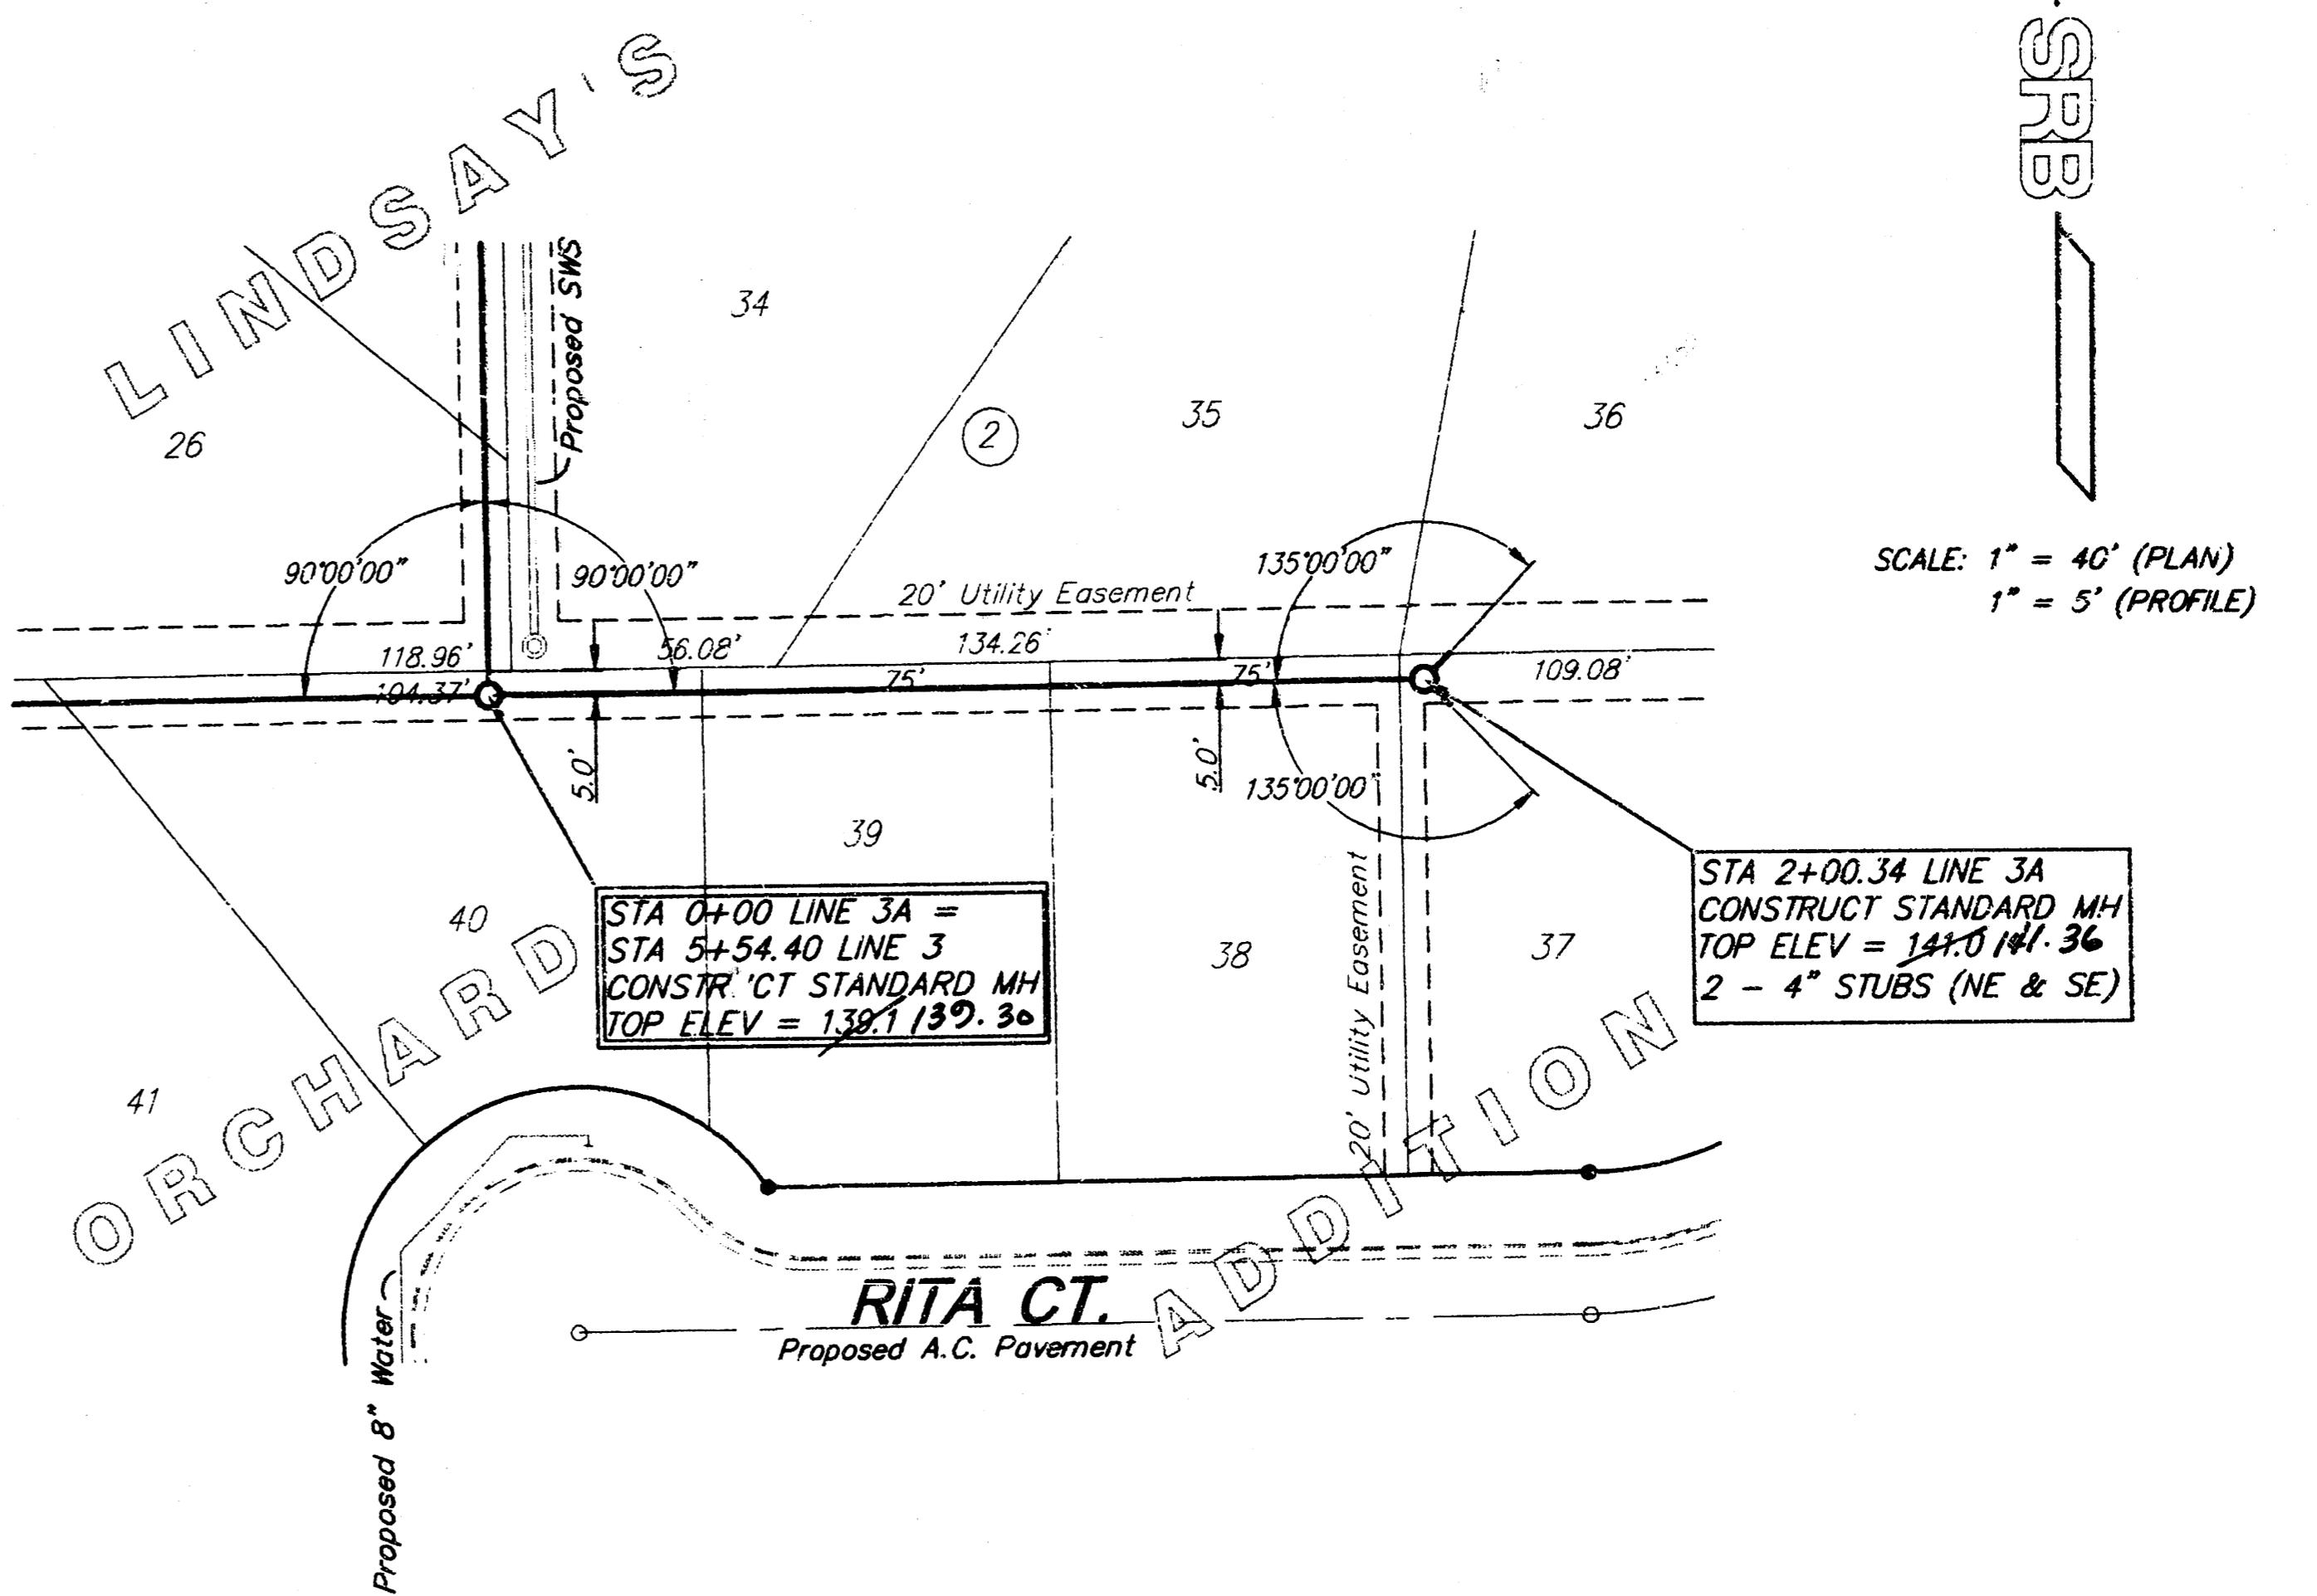 LINDSAY'S
SRB
Proposed SWS
34
35
36
26
2
SCALE: 1" = 40' (PLAN)
1" = 5' (PROFILE)
90°00'00"
90°00'00"
135°00'00"
20' Utility Easement
118.96'
56.08'
134.26'
109.08'
104.37'
75'
75'
5.0'
5.0'
135°00'00"
39
40
38
37
41
20' Utility Easement
STA 0+00 LINE 3A =
STA 5+54.40 LINE 3
CONSTR 'CT STANDARD MH
TOP ELEV = 139.1 139.30
STA 2+00.34 LINE 3A
CONSTRUCT STANDARD MH
TOP ELEV = 141.0 141.36
2 - 4" STUBS (NE & SE)
ORCHARD
ADDITION
RITA CT.
Proposed A.C. Pavement
Proposed 8" Water